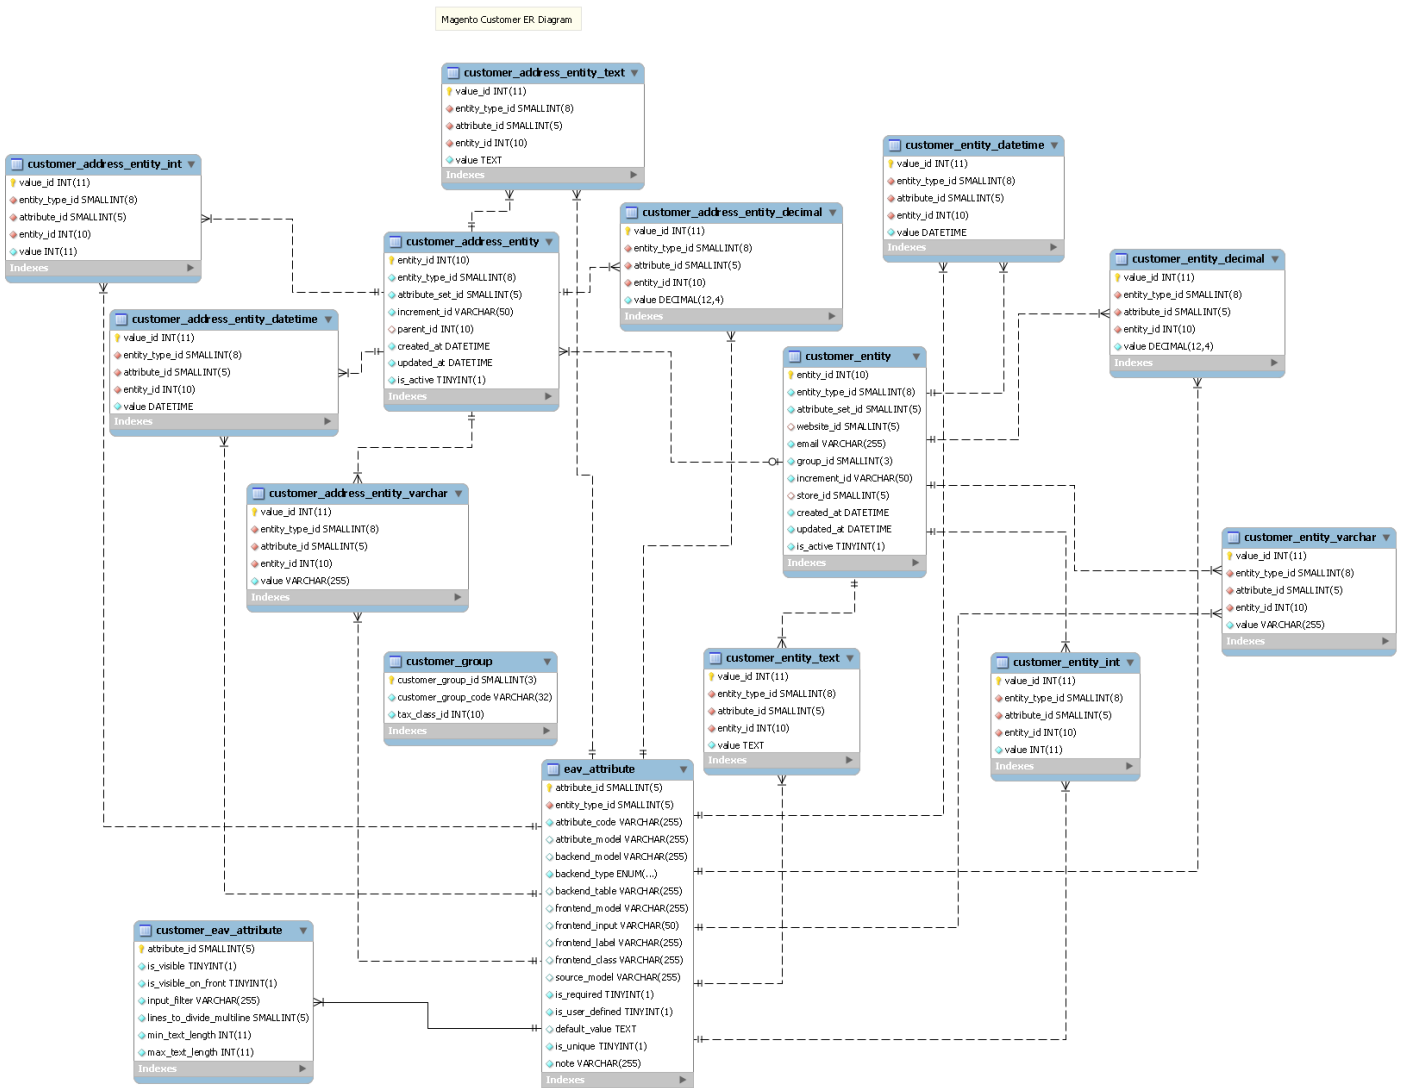 Magento Customer ER Diagram
customer_address_entity_text
value_id INT(11)
entity_type_id SMALLINT(8)
attribute_id SMALLINT(5)
entity_id INT(10)
value TEXT
Indexes
customer_entity_datetime
value_id INT(11)
entity_type_id SMALLINT(8)
attribute_id SMALLINT(5)
entity_id INT(10)
value DATETIME
Indexes
customer_address_entity_int
value_id INT(11)
entity_type_id SMALLINT(8)
attribute_id SMALLINT(5)
entity_id INT(10)
value INT(11)
Indexes
customer_address_entity_decimal
value_id INT(11)
entity_type_id SMALLINT(8)
attribute_id SMALLINT(5)
entity_id INT(10)
value DECIMAL(12,4)
Indexes
customer_address_entity
entity_id INT(10)
entity_type_id SMALLINT(8)
attribute_set_id SMALLINT(5)
increment_id VARCHAR(50)
parent_id INT(10)
created_at DATETIME
updated_at DATETIME
is_active TINYINT(1)
Indexes
customer_entity_decimal
value_id INT(11)
entity_type_id SMALLINT(8)
attribute_id SMALLINT(5)
entity_id INT(10)
value DECIMAL(12,4)
Indexes
customer_address_entity_datetime
value_id INT(11)
entity_type_id SMALLINT(8)
attribute_id SMALLINT(5)
entity_id INT(10)
value DATETIME
Indexes
customer_entity
entity_id INT(10)
entity_type_id SMALLINT(8)
attribute_set_id SMALLINT(5)
website_id SMALLINT(5)
email VARCHAR(255)
group_id SMALLINT(3)
increment_id VARCHAR(50)
store_id SMALLINT(5)
created_at DATETIME
updated_at DATETIME
is_active TINYINT(1)
Indexes
customer_address_entity_varchar
value_id INT(11)
entity_type_id SMALLINT(8)
attribute_id SMALLINT(5)
entity_id INT(10)
value VARCHAR(255)
Indexes
customer_entity_varchar
value_id INT(11)
entity_type_id SMALLINT(8)
attribute_id SMALLINT(5)
entity_id INT(10)
value VARCHAR(255)
Indexes
customer_group
customer_group_id SMALLINT(3)
customer_group_code VARCHAR(32)
tax_class_id INT(10)
Indexes
customer_entity_text
value_id INT(11)
entity_type_id SMALLINT(8)
attribute_id SMALLINT(5)
entity_id INT(10)
value TEXT
Indexes
customer_entity_int
value_id INT(11)
entity_type_id SMALLINT(8)
attribute_id SMALLINT(5)
entity_id INT(10)
value INT(11)
Indexes
eav_attribute
attribute_id SMALLINT(5)
entity_type_id SMALLINT(5)
attribute_code VARCHAR(255)
attribute_model VARCHAR(255)
backend_model VARCHAR(255)
backend_type ENUM(...)
backend_table VARCHAR(255)
frontend_model VARCHAR(255)
frontend_input VARCHAR(50)
frontend_label VARCHAR(255)
frontend_class VARCHAR(255)
source_model VARCHAR(255)
is_required TINYINT(1)
is_user_defined TINYINT(1)
default_value TEXT
is_unique TINYINT(1)
note VARCHAR(255)
Indexes
customer_eav_attribute
attribute_id SMALLINT(5)
is_visible TINYINT(1)
is_visible_on_front TINYINT(1)
input_filter VARCHAR(255)
lines_to_divide_multiline SMALLINT(5)
min_text_length INT(11)
max_text_length INT(11)
Indexes